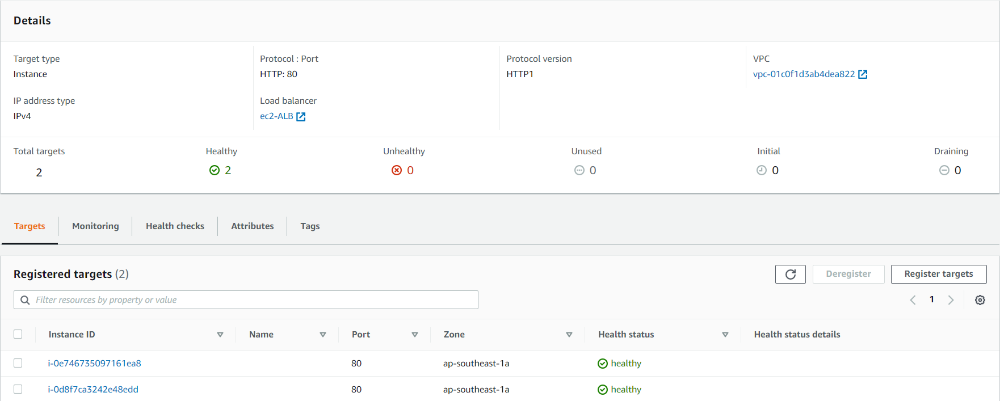 Details
Target type
Instance
Protocol : Port
HTTP: 80
Protocol version
HTTP1
VPC
vpc-01c0f1d3ab4dea822
IP address type
IPv4
Load balancer
ec2-ALB
Total targets
2
Healthy
2
Unhealthy
0
Unused
0
Initial
0
Draining
0
Targets Monitoring Health checks Attributes Tags
Registered targets (2)
Deregister Register targets
Filter resources by property or value
1
Instance ID Name Port Zone Health status Health status details
i-0e746735097161ea8 80 ap-southeast-1a healthy
i-0d8f7ca3242e48edd 80 ap-southeast-1a healthy